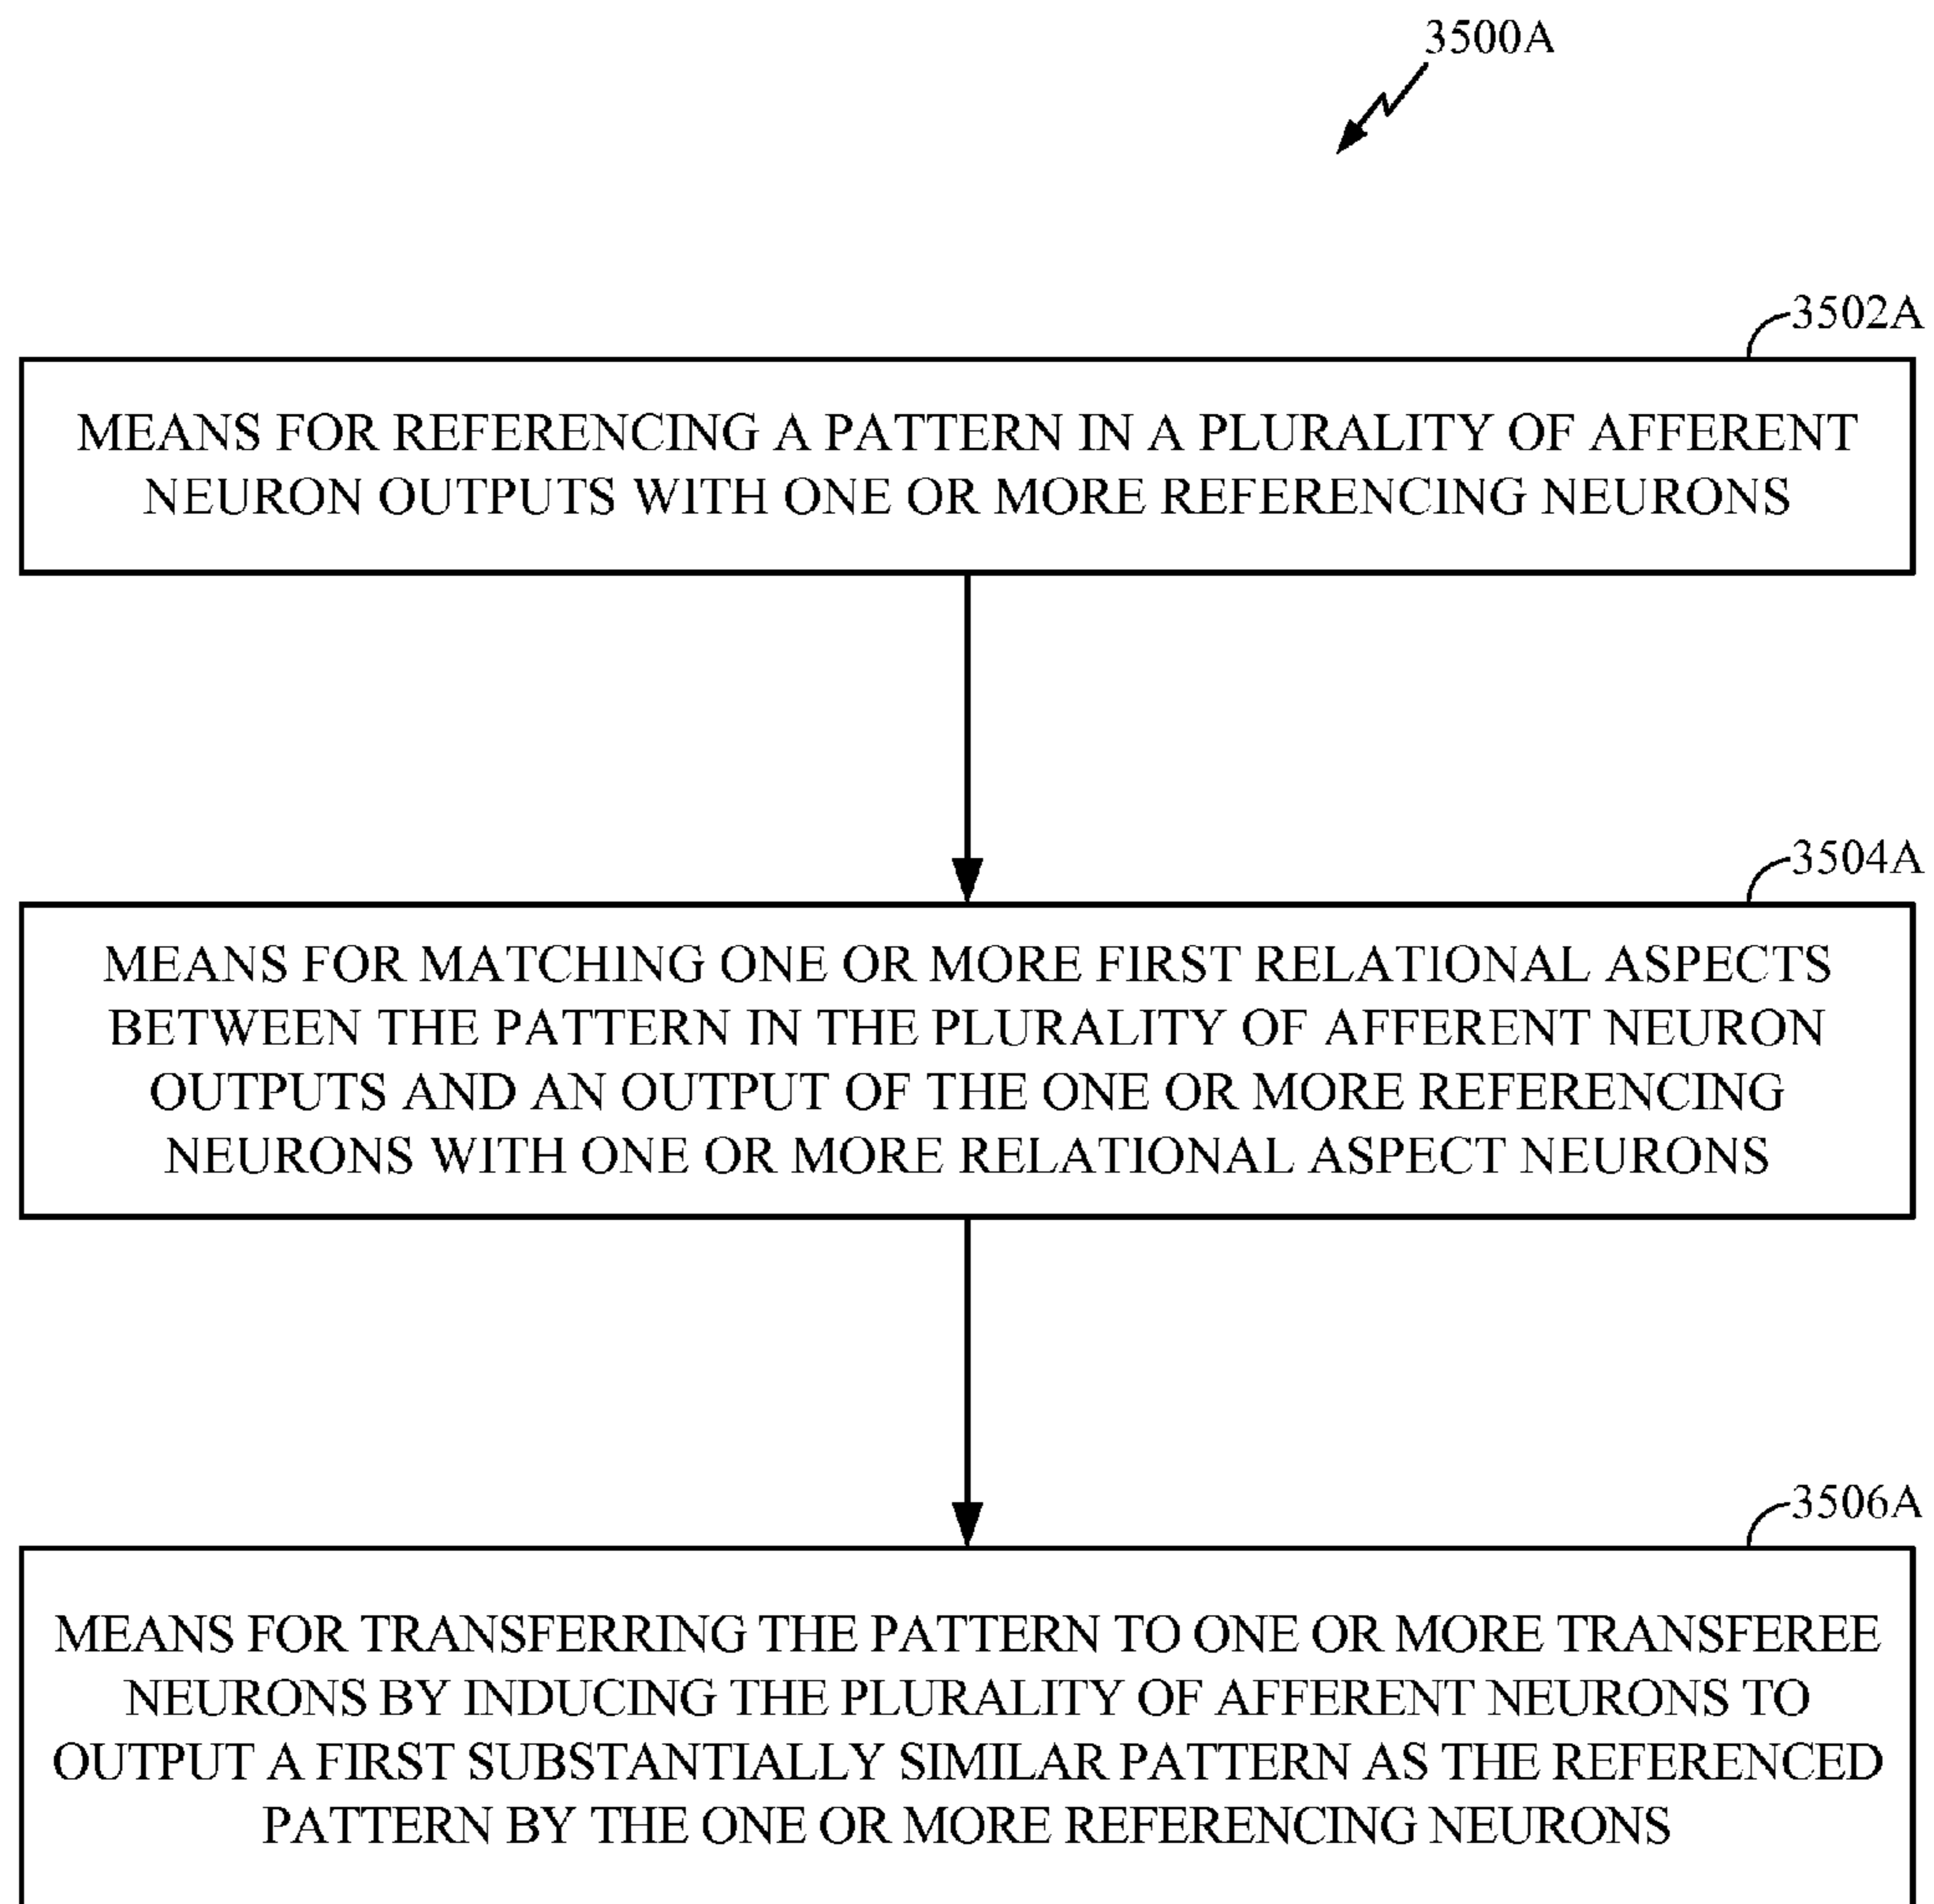 3500A
3502A
MEANS FOR REFERENCING A PATTERN IN A PLURALITY OF AFFERENT
NEURON OUTPUTS WITH ONE OR MORE REFERENCING NEURONS
3504A
MEANS FOR MATCHING ONE OR MORE FIRST RELATIONAL ASPECTS
BETWEEN THE PATTERN IN THE PLURALITY OF AFFERENT NEURON
OUTPUTS AND AN OUTPUT OF THE ONE OR MORE REFERENCING
NEURONS WITH ONE OR MORE RELATIONAL ASPECT NEURONS
3506A
MEANS FOR TRANSFERRING THE PATTERN TO ONE OR MORE TRANSFEREE
NEURONS BY INDUCING THE PLURALITY OF AFFERENT NEURONS TO
OUTPUT A FIRST SUBSTANTIALLY SIMILAR PATTERN AS THE REFERENCED
PATTERN BY THE ONE OR MORE REFERENCING NEURONS